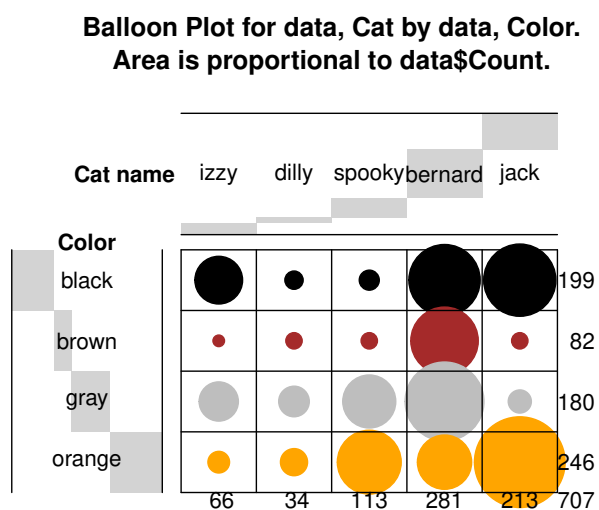 Balloon Plot for data, Cat by data, Color.
Area is proportional to data$Count.
Cat name izzy dilly spooky bernard jack
Color
black 199
brown 82
gray 180
orange 246
66 34 113 281 213 707